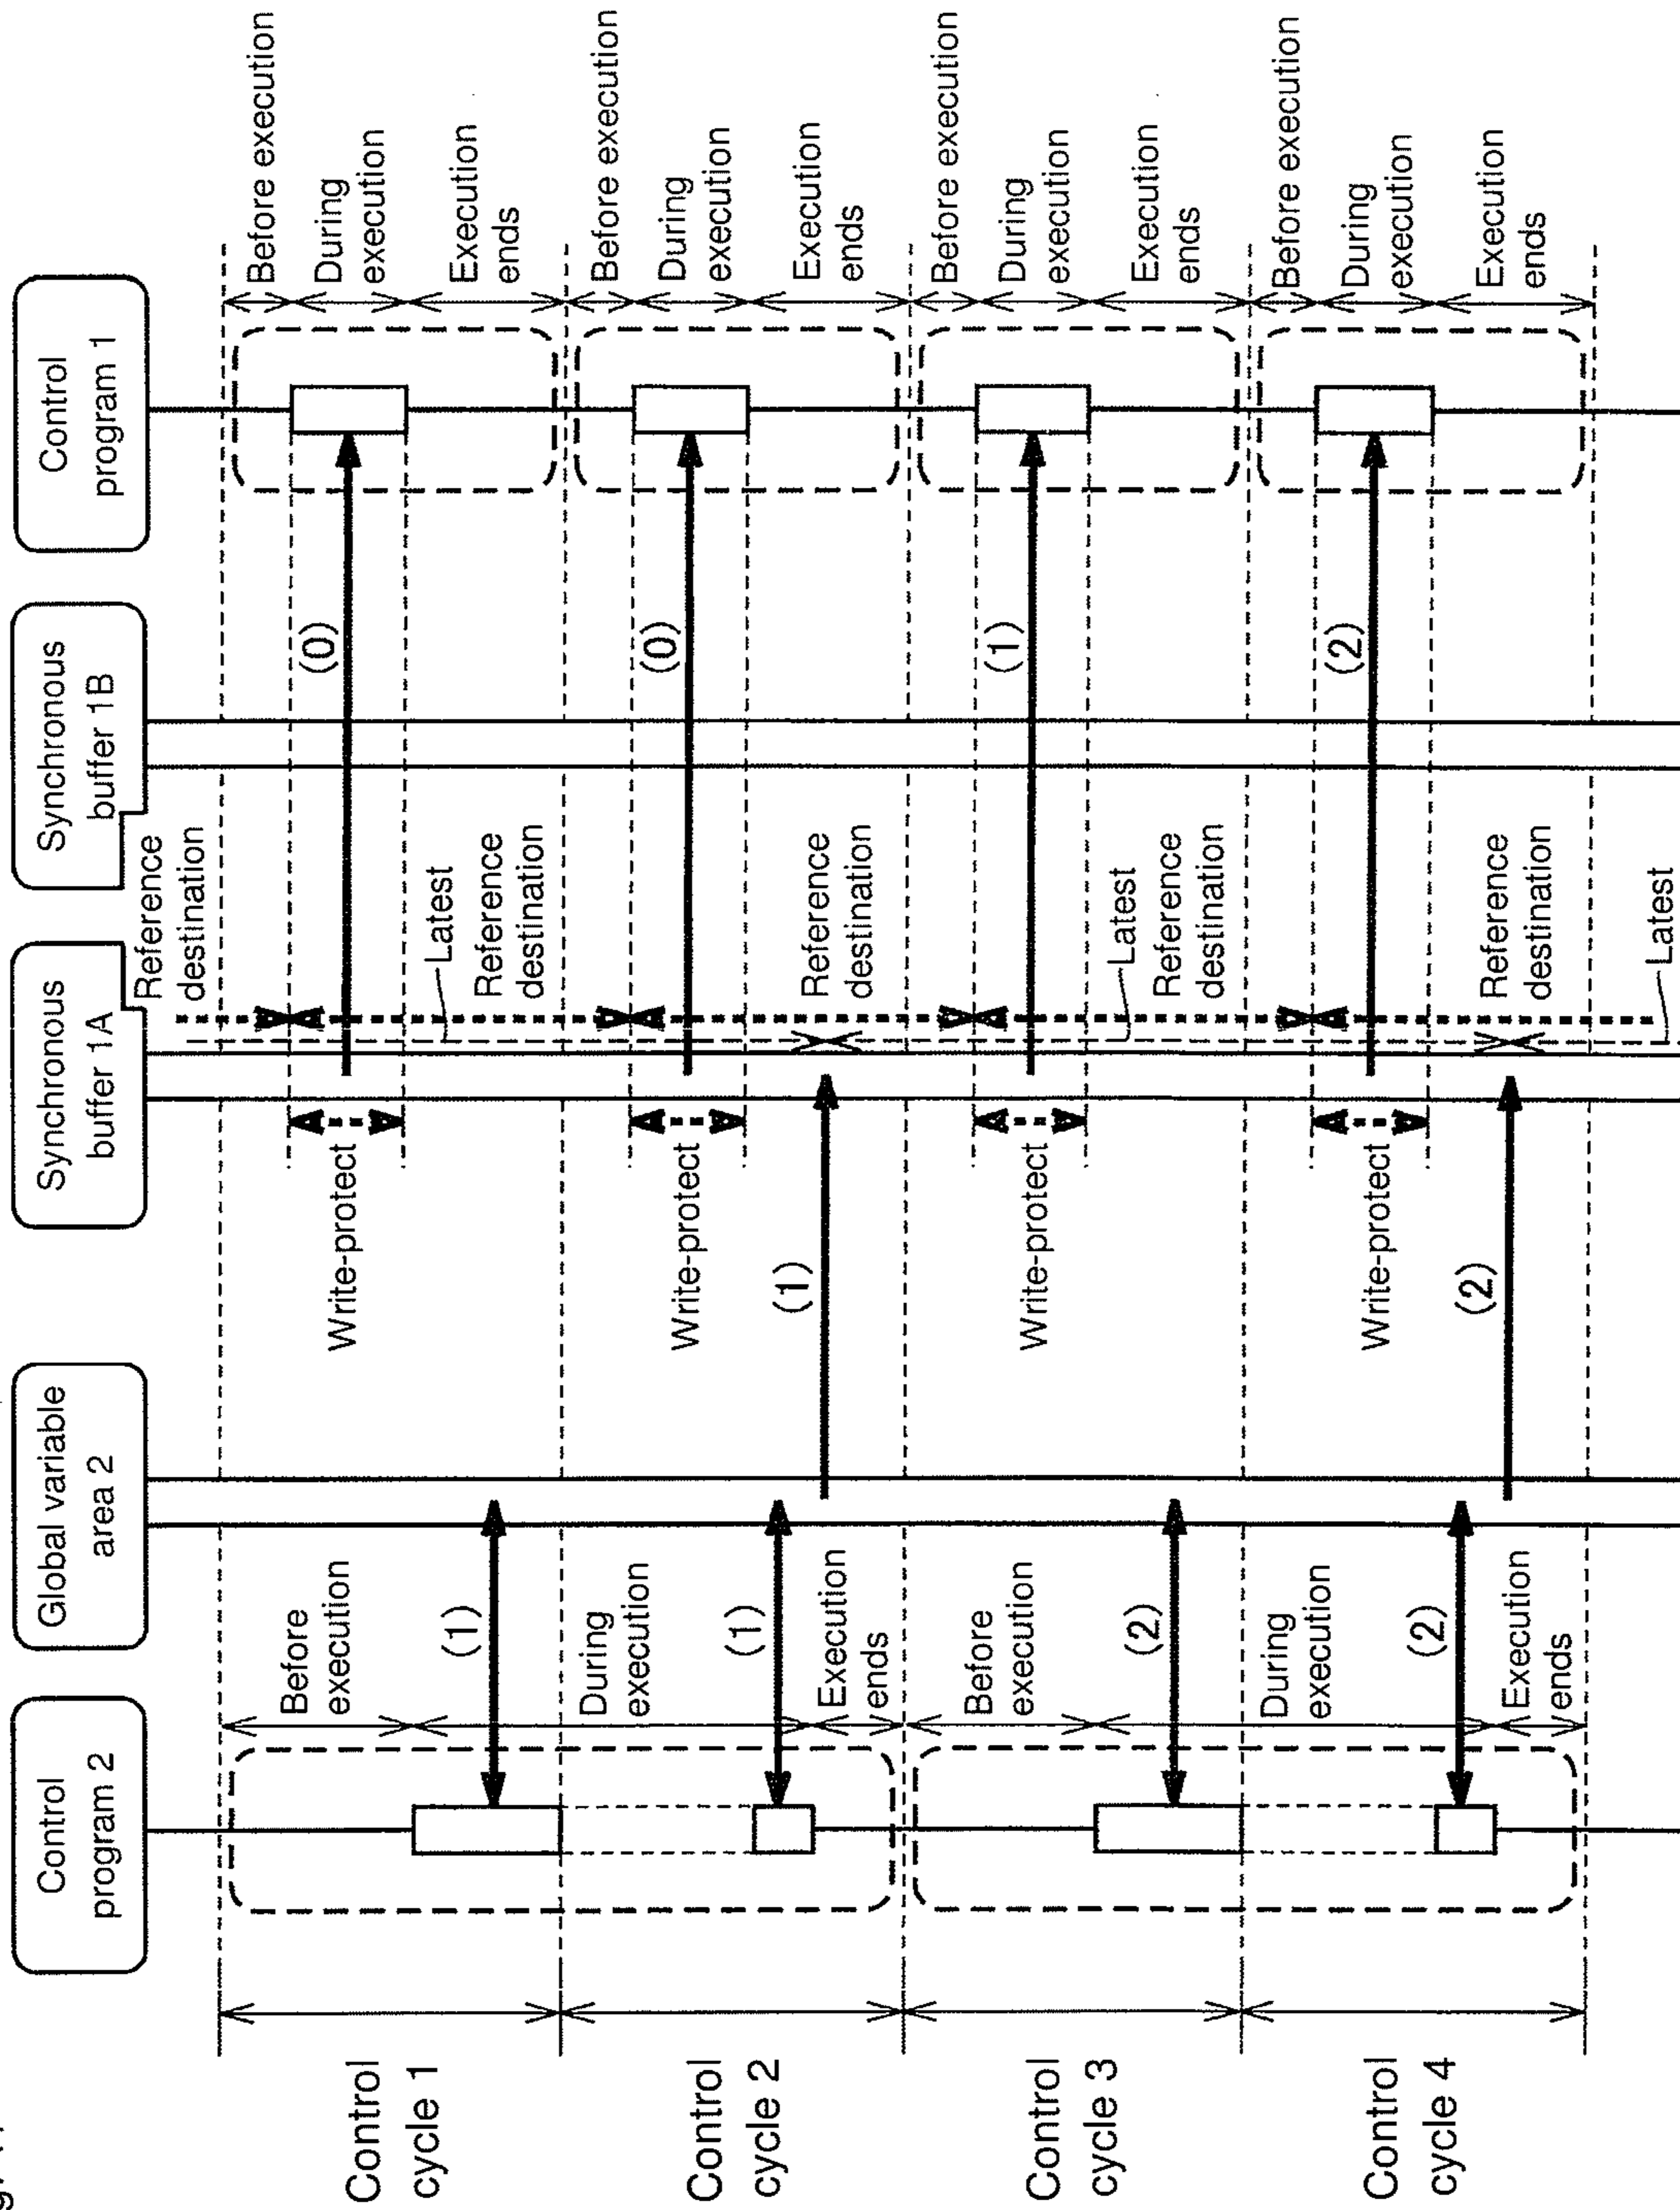 Control
program 2
Global variable
area 2
Synchronous
buffer 1A
Synchronous
buffer 1B
Control
program 1
Reference
destination
Control
cycle 1
Before
execution
(1)
Write-protect
Latest
Reference
destination
(0)
Before execution
During
execution
Execution
ends
Control
cycle 2
During
execution
(1)
Execution
ends
Write-protect
(1)
Reference
destination
(0)
Before execution
During
execution
Execution
ends
Control
cycle 3
Before
execution
(2)
Write-protect
Latest
Reference
destination
(1)
Before execution
During
execution
Execution
ends
Control
cycle 4
During
execution
(2)
Execution
ends
Write-protect
(2)
Reference
destination
Latest
(2)
Before execution
During
execution
Execution
ends